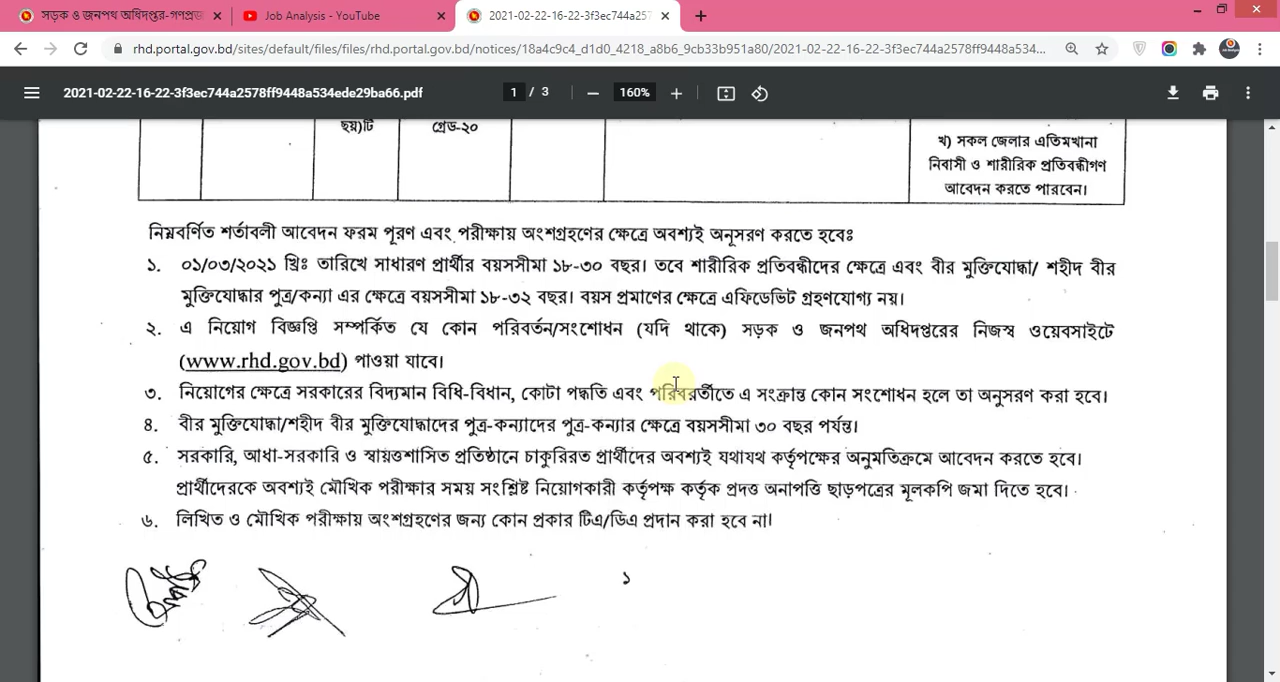 সড়ক ও জনপথ অধিদপ্তর-গণপ্রজ
Job Analysis - YouTube
2021-02-22-16-22-3f3ec744a257
rhd.portal.gov.bd/sites/default/files/files/rhd.portal.gov.bd/notices/18a4c9c4_d1d0_4218_a8b6_9cb33b951a80/2021-02-22-16-22-3f3ec744a2578ff9448a534...
2021-02-22-16-22-3f3ec744a2578ff9448a534ede29ba66.pdf
1 / 3
160%
ছয়)টি
গ্রেড-২০
খ) সকল জেলার এতিমখানা
নিবাসী ও শারীরিক প্রতিবন্ধীগণ
আবেদন করতে পারবেন।
নিম্নবর্ণিত শর্তাবলী আবেদন ফরম পূরণ এবং পরীক্ষায় অংশগ্রহণের ক্ষেত্রে অবশ্যই অনূসরণ করতে হবেঃ
১. ০১/০৩/২০২১ খ্রিঃ তারিখে সাধারণ প্রার্থীর বয়সসীমা ১৮-৩০ বছর। তবে শারীরিক প্রতিবন্ধীদের ক্ষেত্রে এবং বীর মুক্তিযোদ্ধা/ শহীদ বীর
মুক্তিযোদ্ধার পুত্র/কন্যা এর ক্ষেত্রে বয়সসীমা ১৮-৩২ বছর। বয়স প্রমাণের ক্ষেত্রে এফিডেভিট গ্রহণযোগ্য নয়।
২. এ নিয়োগ বিজ্ঞপ্তি সম্পর্কিত যে কোন পরিবর্তন/সংশোধন (যদি থাকে) সড়ক ও জনপথ অধিদপ্তরের নিজস্ব ওয়েবসাইটে
(www.rhd.gov.bd) পাওয়া যাবে।
৩. নিয়োগের ক্ষেত্রে সরকারের বিদ্যমান বিধি-বিধান, কোটা পদ্ধতি এবং পরিবরর্তীতে এ সংক্রান্ত কোন সংশোধন হলে তা অনুসরণ করা হবে।
৪. বীর মুক্তিযোদ্ধা/শহীদ বীর মুক্তিযোদ্ধাদের পুত্র-কন্যাদের পুত্র-কন্যার ক্ষেত্রে বয়সসীমা ৩০ বছর পর্যন্ত।
৫. সরকারি, আধা-সরকারি ও স্বায়ত্তশাসিত প্রতিষ্ঠানে চাকুরিরত প্রার্থীদের অবশ্যই যথাযথ কর্তৃপক্ষের অনুমতিক্রমে আবেদন করতে হবে।
প্রার্থীদেরকে অবশ্যই মৌখিক পরীক্ষার সময় সংশ্লিষ্ট নিয়োগকারী কর্তৃপক্ষ কর্তৃক প্রদত্ত অনাপত্তি ছাড়পত্রের মূলকপি জমা দিতে হবে।
৬. লিখিত ও মৌখিক পরীক্ষায় অংশগ্রহণের জন্য কোন প্রকার টিএ/ডিএ প্রদান করা হবে না।
১